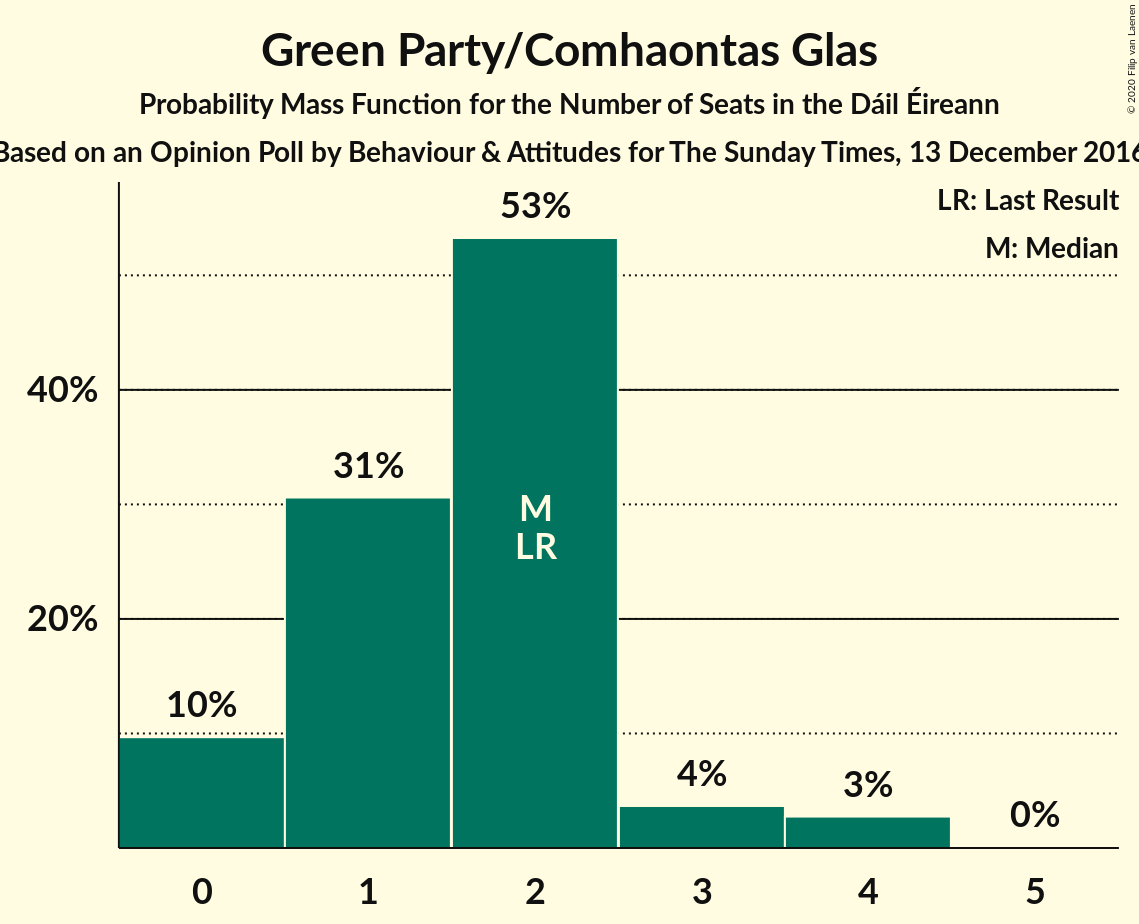 Green Party/Comhaontas Glas
Probability Mass Function for the Number of Seats in the Dáil Éireann
Based on an Opinion Poll by Behaviour & Attitudes for The Sunday Times, 13 December 2016
© 2020 Filip van Laenen
LR: Last Result
M: Median
53%
40%
31%
M
LR
20%
10%
4%
3%
0%
0 1 2 3 4 5